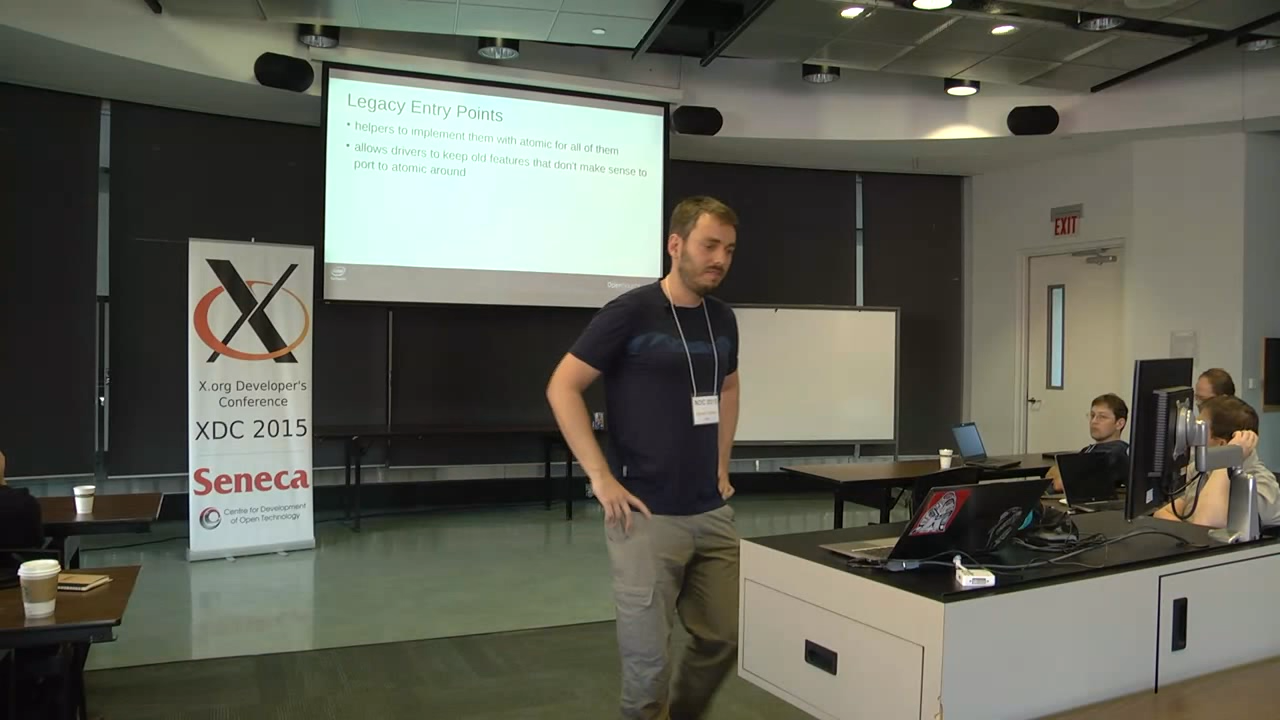 Legacy Entry Points
• helpers to implement them with atomic for all of them
• allows drivers to keep old features that don't make sense to
port to atomic around
X.org Developer's
Conference
XDC 2015
Seneca
Centre for Development
of Open Technology
EXIT